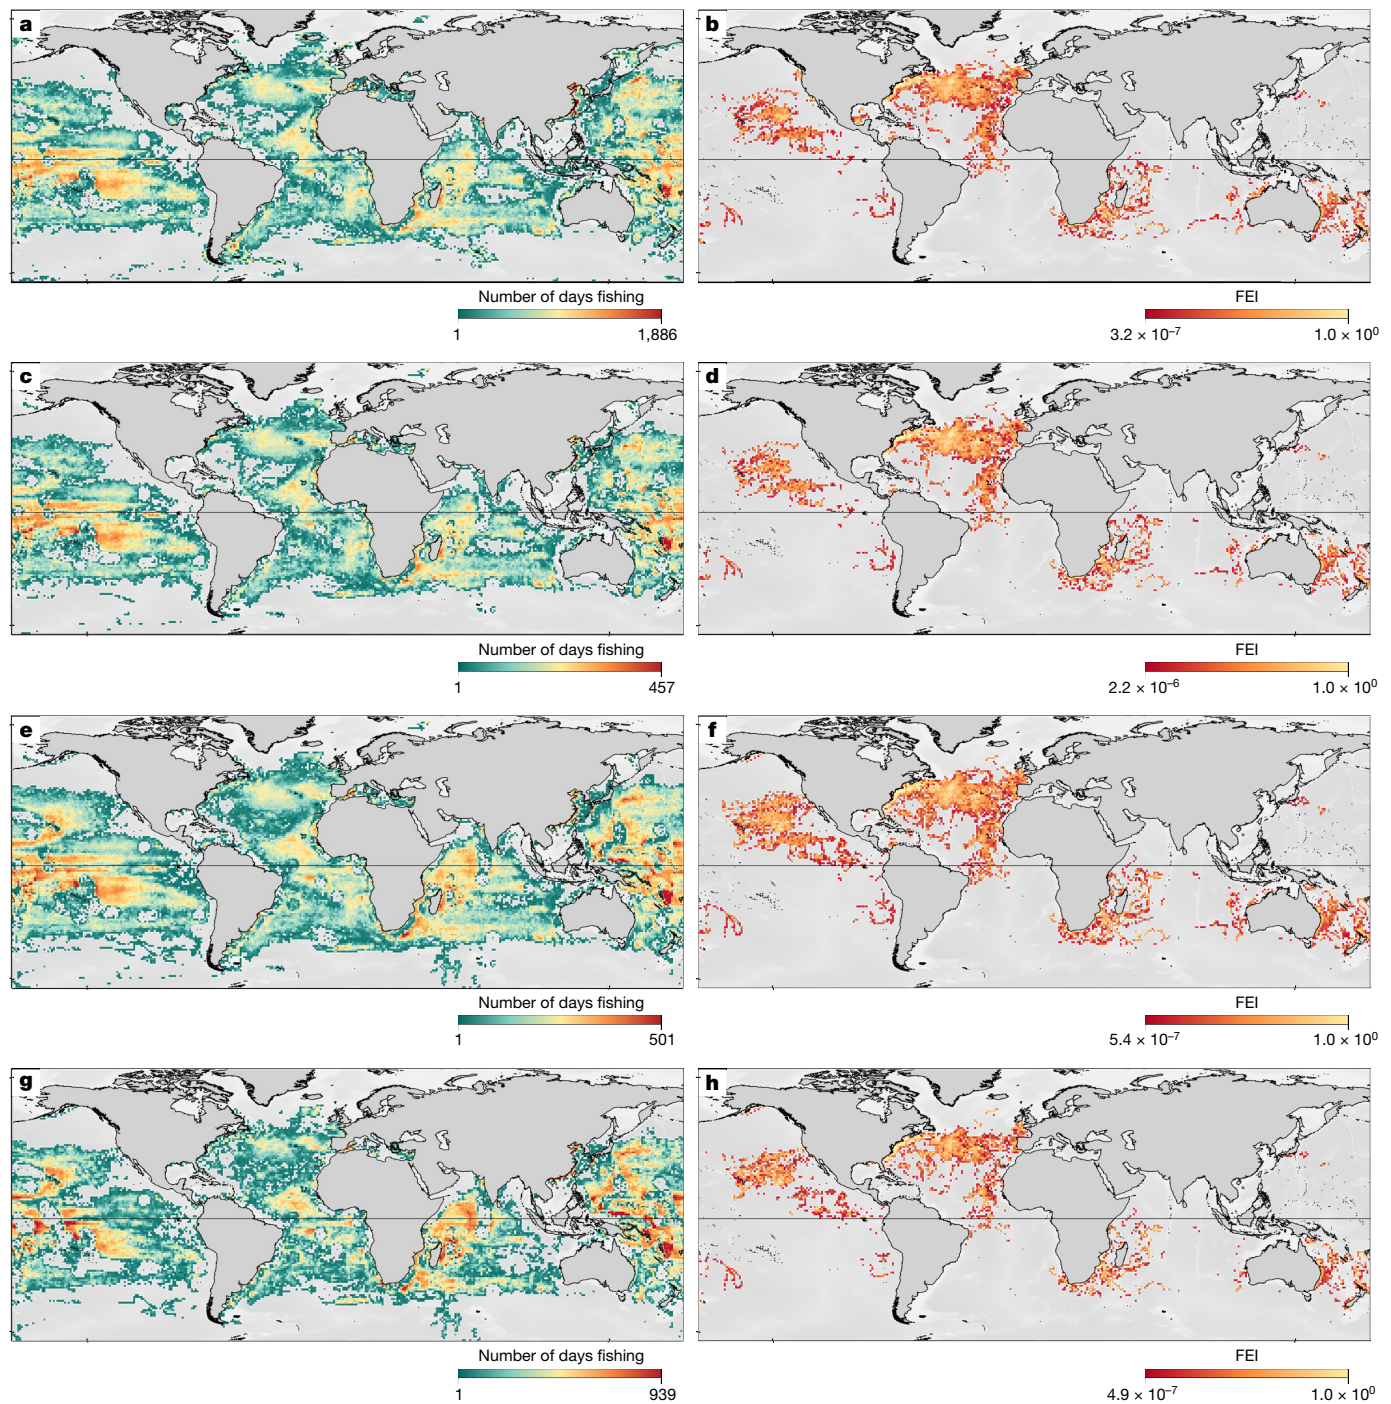 a
b
Number of days fishing
1
1,886
FEI
3.2 × 10⁻⁷
1.0 × 10⁰
c
d
Number of days fishing
1
457
FEI
2.2 × 10⁻⁶
1.0 × 10⁰
e
f
Number of days fishing
1
501
FEI
5.4 × 10⁻⁷
1.0 × 10⁰
g
h
Number of days fishing
1
939
FEI
4.9 × 10⁻⁷
1.0 × 10⁰